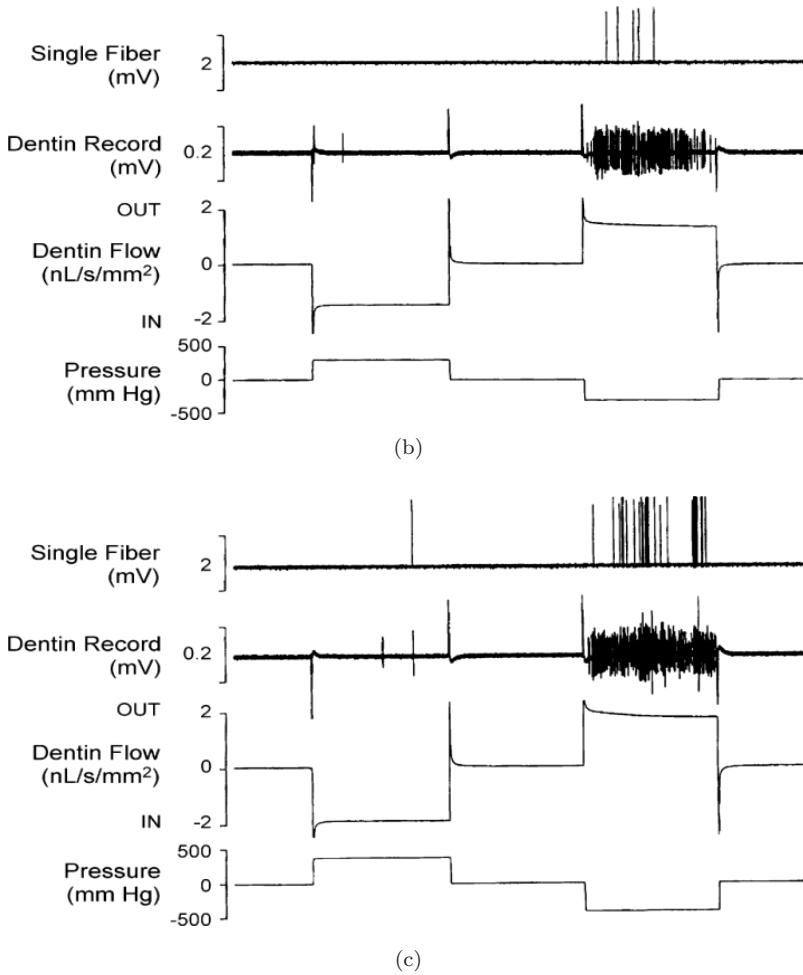 Single Fiber
(mV)
2
Dentin Record
(mV)
0.2
OUT
2
Dentin Flow
(nL/s/mm²)
0
IN
-2
500
Pressure
(mm Hg)
0
-500
(b)
Single Fiber
(mV)
2
Dentin Record
(mV)
0.2
OUT
2
Dentin Flow
(nL/s/mm²)
0
IN
-2
500
Pressure
(mm Hg)
0
-500
(c)